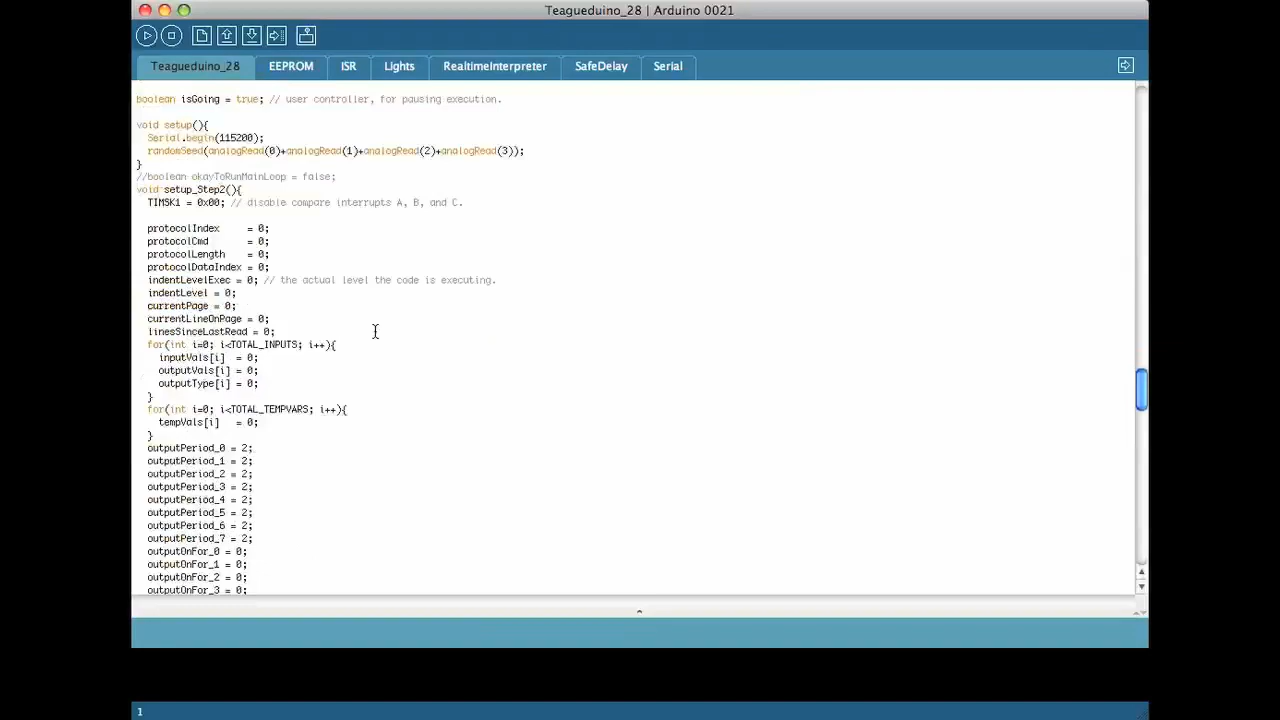 Teagueduino_28 | Arduino 0021
Teagueduino_28 EEPROM ISR Lights RealtimeInterpreter SafeDelay Serial
boolean isGoing = true; // user controller, for pausing execution.
void setup(){
Serial.begin(115200);
randomSeed(analogRead(0)+analogRead(1)+analogRead(2)+analogRead(3));
}
//boolean okayToRunMainLoop = false;
void setup_Step2(){
TIMSK1 = 0x00; // disable compare interrupts A, B, and C.
protocolIndex = 0;
protocolCmd = 0;
protocolLength = 0;
protocolDataIndex = 0;
indentLevelExec = 0; // the actual level the code is executing.
indentLevel = 0;
currentPage = 0;
currentLineOnPage = 0;
linesSinceLastRead = 0;
for(int i=0; i<TOTAL_INPUTS; i++){
inputVals[i] = 0;
outputVals[i] = 0;
outputType[i] = 0;
}
for(int i=0; i<TOTAL_TEMPVARS; i++){
tempVals[i] = 0;
}
outputPeriod_0 = 2;
outputPeriod_1 = 2;
outputPeriod_2 = 2;
outputPeriod_3 = 2;
outputPeriod_4 = 2;
outputPeriod_5 = 2;
outputPeriod_6 = 2;
outputPeriod_7 = 2;
outputOnFor_0 = 0;
outputOnFor_1 = 0;
outputOnFor_2 = 0;
outputOnFor_3 = 0;
1